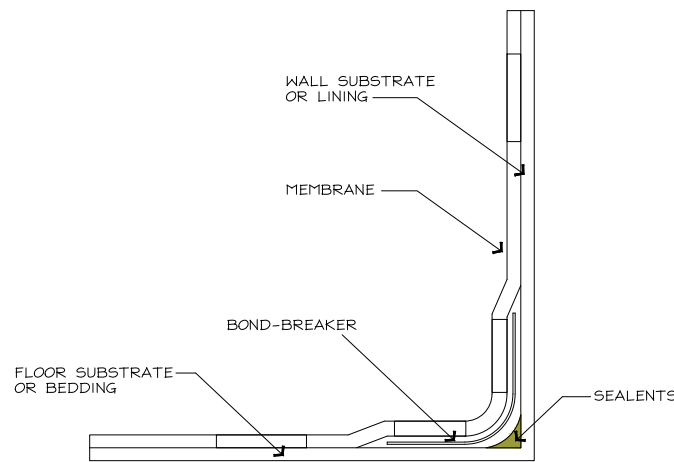 WALL SUBSTRATE
OR LINING
MEMBRANE
BOND-BREAKER
FLOOR SUBSTRATE
OR BEDDING
SEALENTS